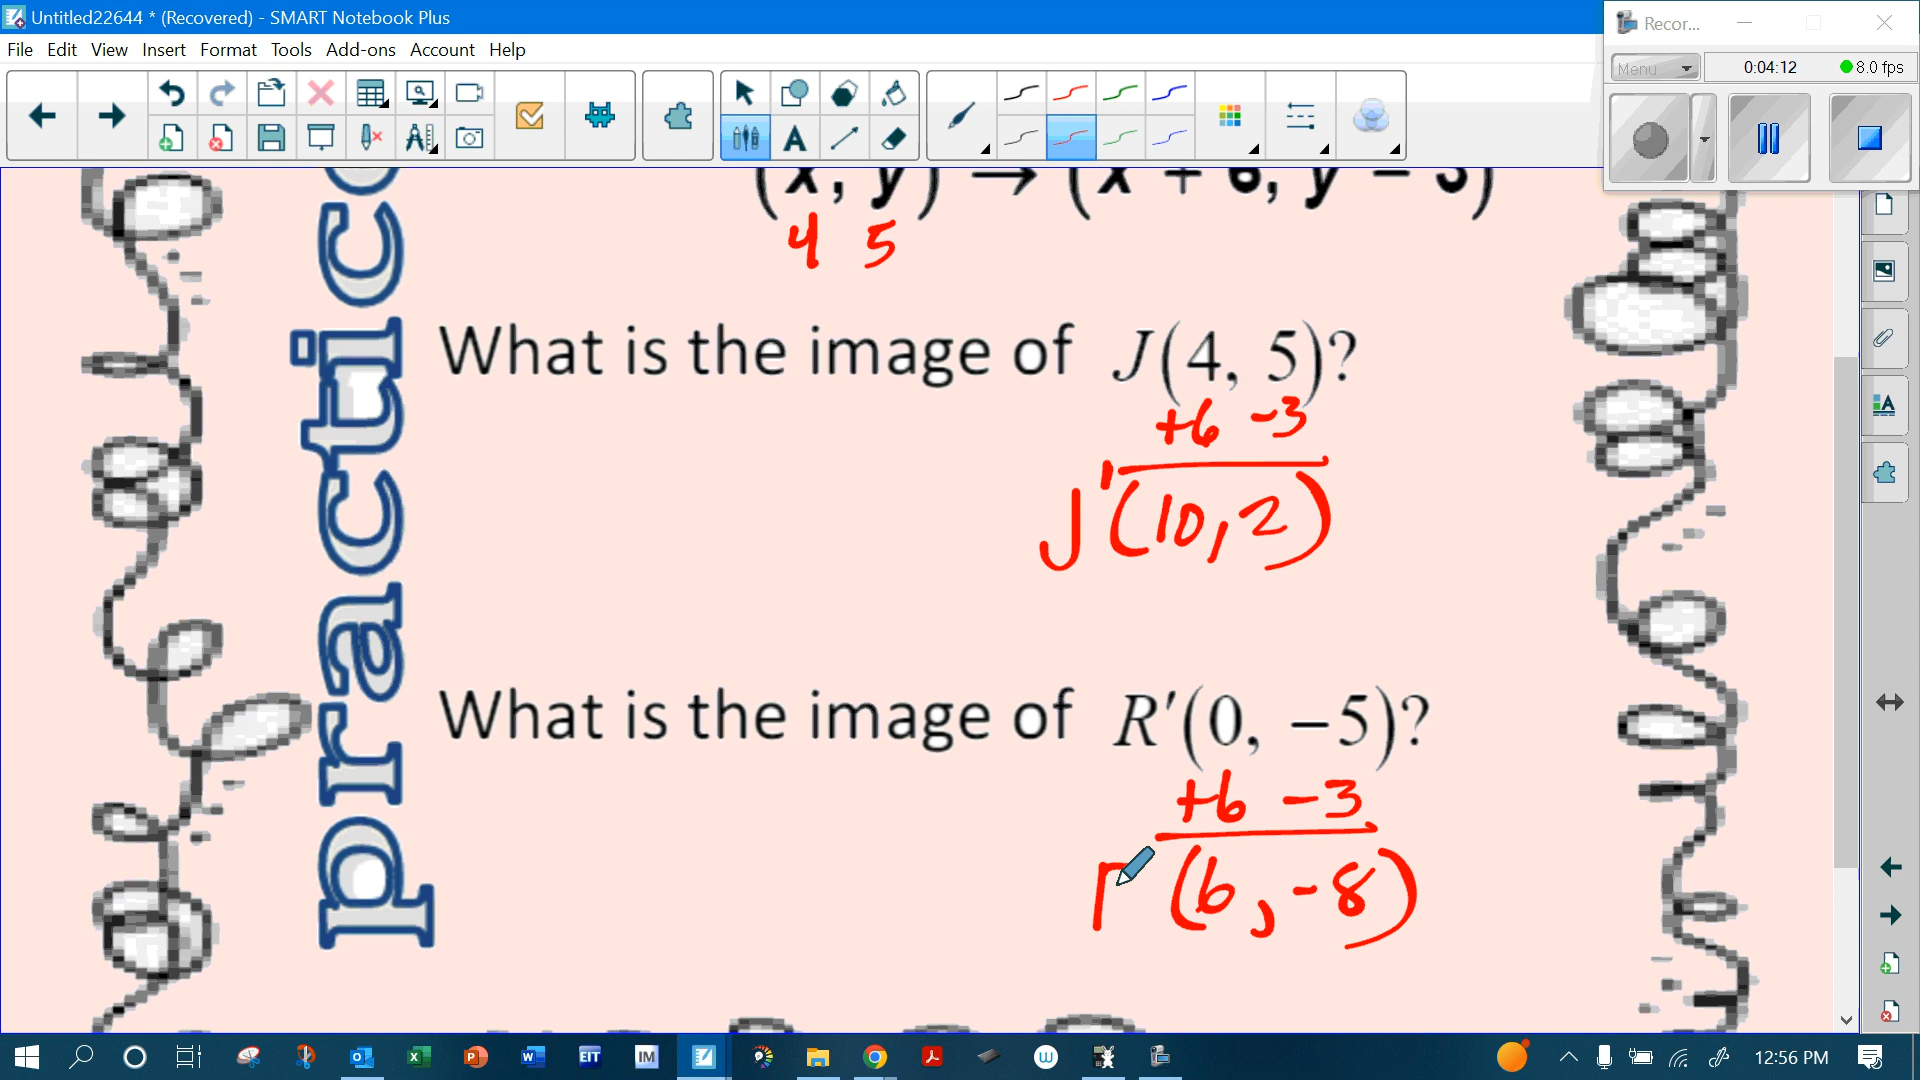 Untitled22644 * (Recovered) - SMART Notebook Plus
Recor...
File Edit View Insert Format Tools Add-ons Account Help
Menu
0:04:12
8.0 fps
(x, y) → (x + 6, y − 3)
4 5
practice
What is the image of J(4, 5)?
+6 -3
J'(10, 2)
What is the image of R'(0, −5)?
+6 -3
(6, -8)
EIT
IM
12:56 PM